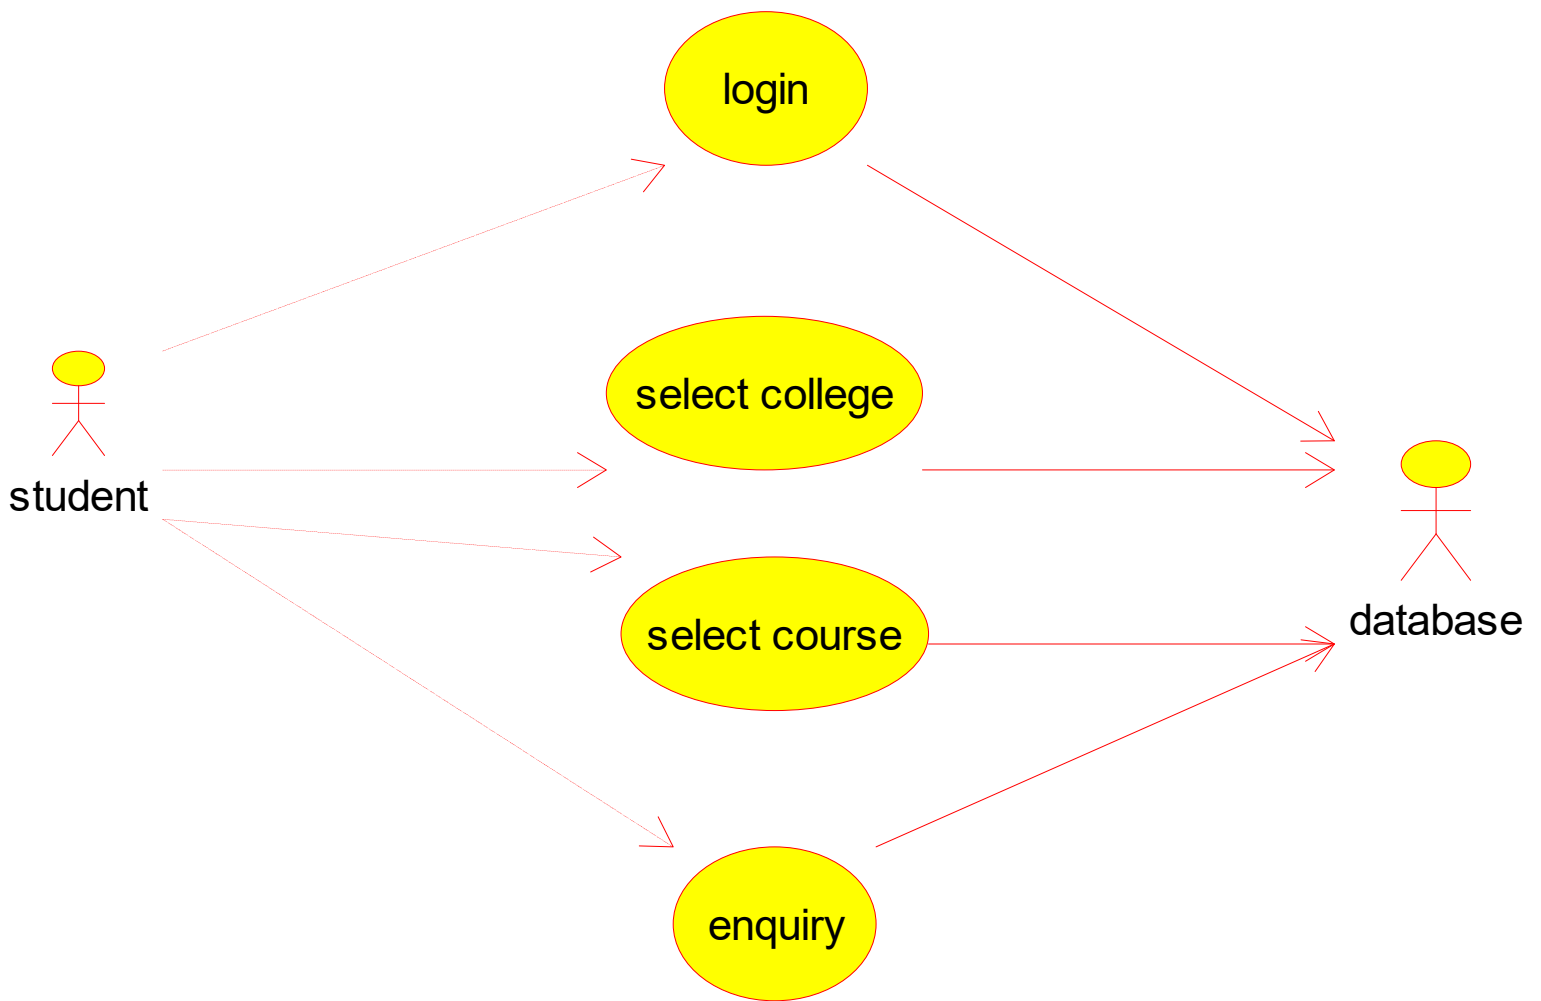 login
select college
student
select course
database
enquiry